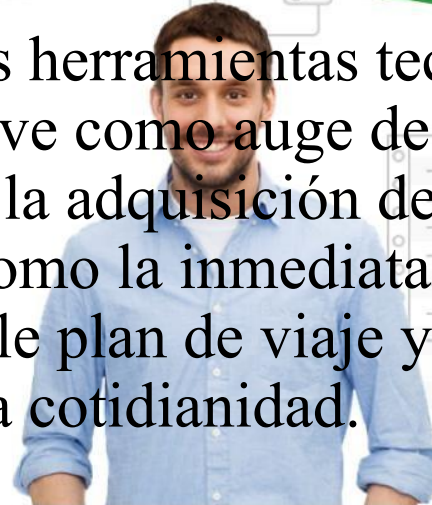 s herramientas tec
ve como auge de
la adquisición de
omo la inmediata
le plan de viaje y
a cotidianidad.